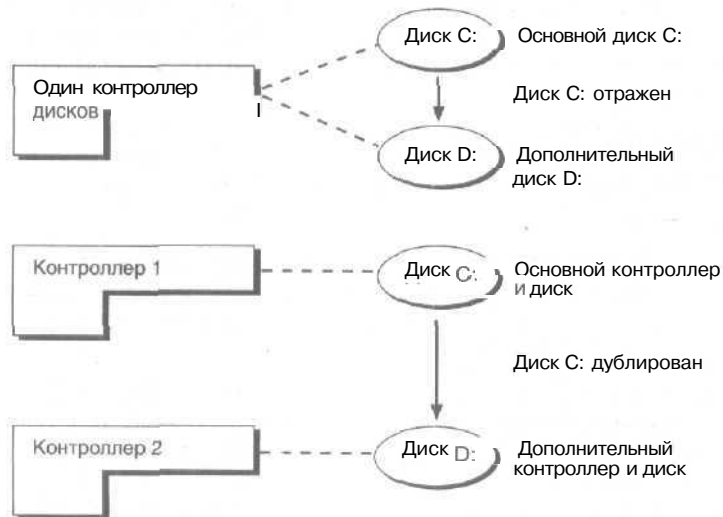 Диск C:
Основной диск C:
Один контроллер
дисков
Диск C: отражен
Диск D:
Дополнительный
диск D:
Контроллер 1
Диск C:
Основной контроллер
и диск
Диск C: дублирован
Контроллер 2
Диск D:
Дополнительный
контроллер и диск